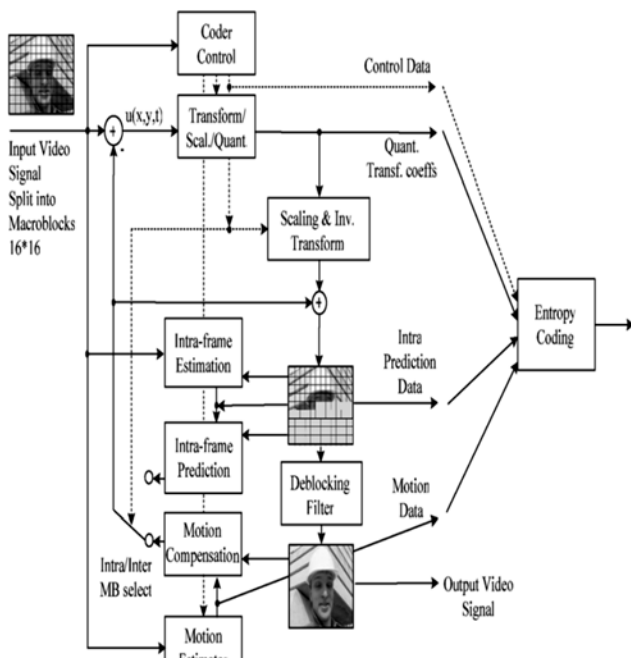 Coder
Control
Control Data
u(x,y,t)
Transform/
Scal./Quant.
+
-
Input Video
Signal
Split into
Macroblocks
16*16
Quant.
Transf. coeffs
Scaling & Inv.
Transform
+
Entropy
Coding
Intra-frame
Estimation
Intra
Prediction
Data
Intra-frame
Prediction
Deblocking
Filter
Motion
Data
Motion
Compensation
Intra/Inter
MB select
Output Video
Signal
Motion